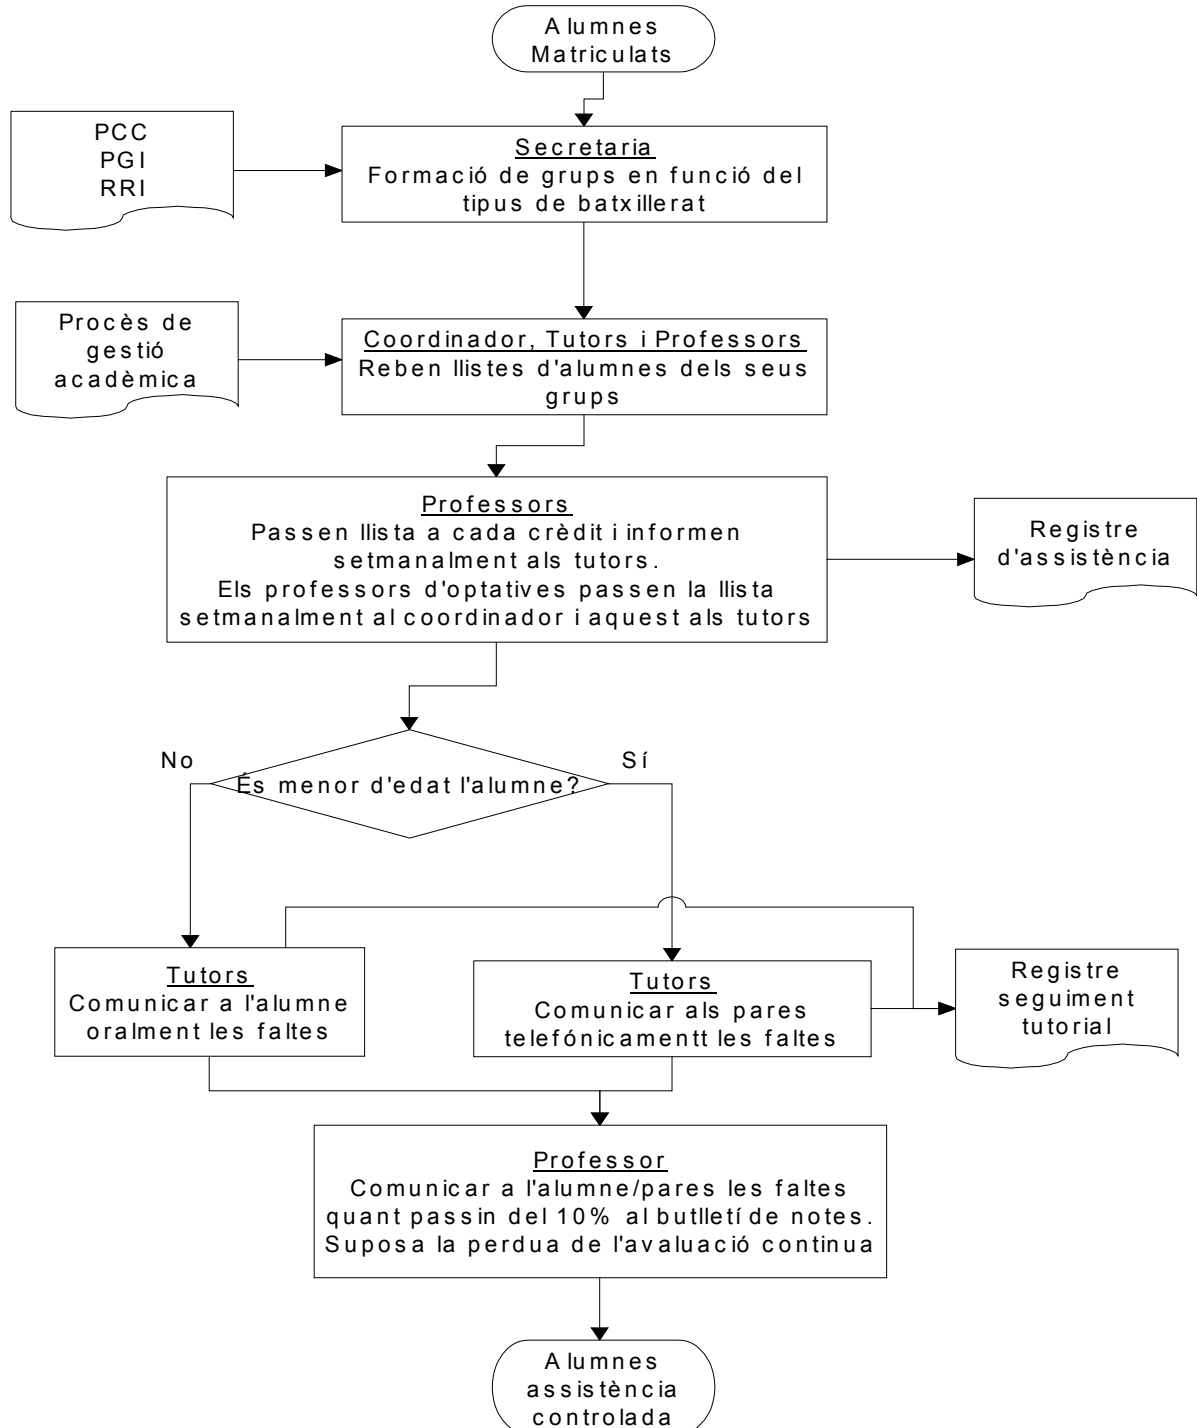 Alumnes
Matriculats
PCC
PGI
RRI
Secretaria
Formació de grups en funció del
tipus de batxillerat
Procès de
gestió
acadèmica
Coordinador, Tutors i Professors
Reben llistes d'alumnes dels seus
grups
Professors
Passen llista a cada crèdit i informen
setmanalment als tutors.
Els professors d'optatives passen la llista
setmanalment al coordinador i aquest als tutors
Registre
d'assistència
No
Sí
És menor d'edat l'alumne?
Tutors
Comunicar a l'alumne
oralment les faltes
Tutors
Comunicar als pares
telefónicamentt les faltes
Registre
seguiment
tutorial
Professor
Comunicar a l'alumne/pares les faltes
quant passin del 10% al butlletí de notes.
Suposa la perdua de l'avaluació continua
Alumnes
assistència
controlada